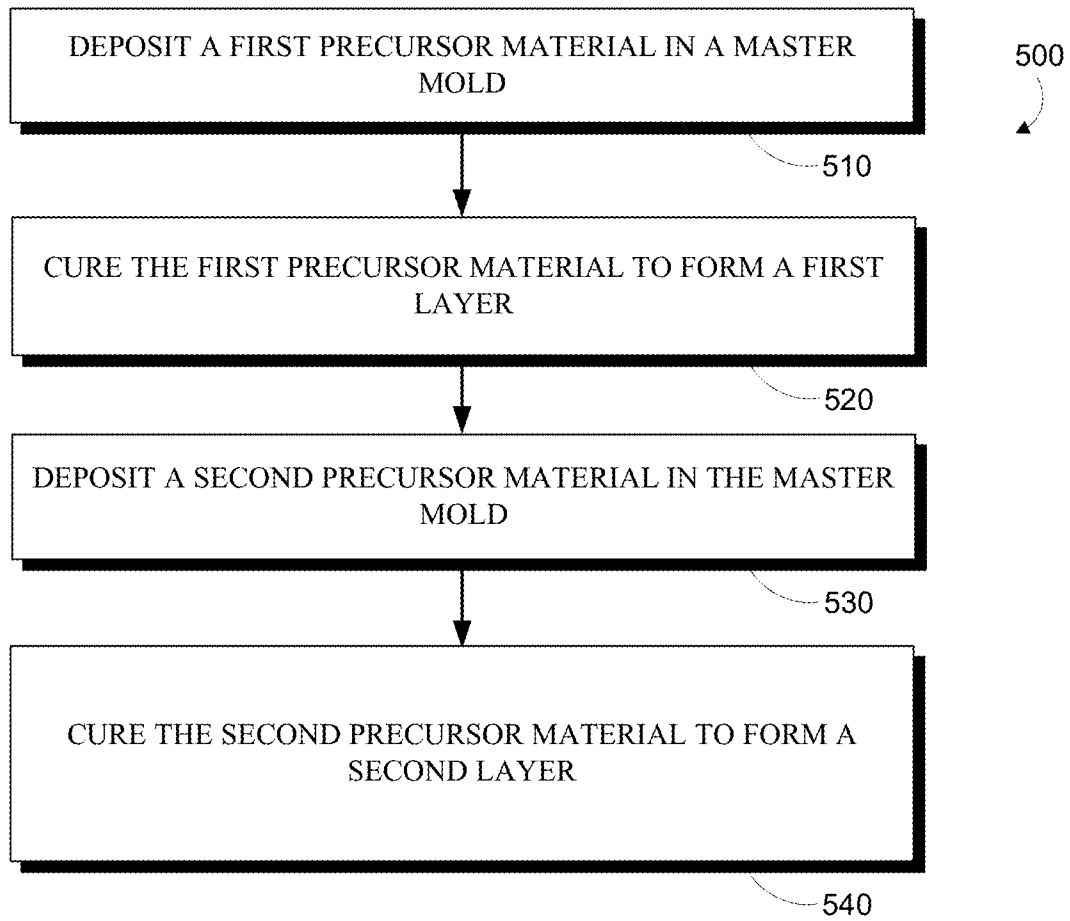 DEPOSIT A FIRST PRECURSOR MATERIAL IN A MASTER
MOLD
500
510
CURE THE FIRST PRECURSOR MATERIAL TO FORM A FIRST
LAYER
520
DEPOSIT A SECOND PRECURSOR MATERIAL IN THE MASTER
MOLD
530
CURE THE SECOND PRECURSOR MATERIAL TO FORM A
SECOND LAYER
540